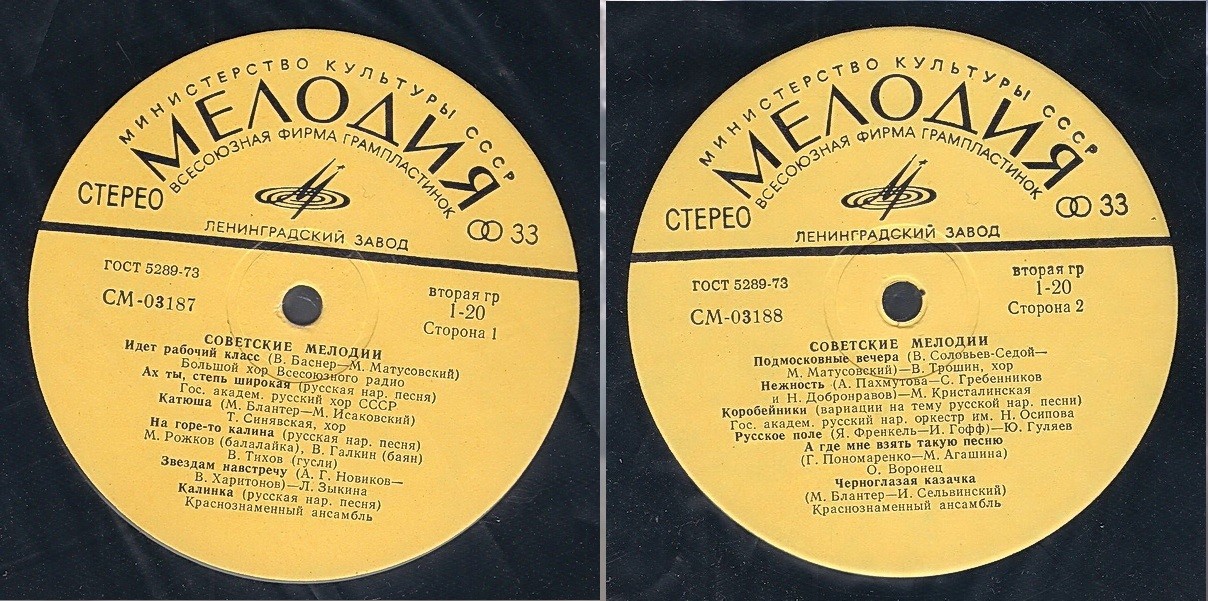 МИНИСТЕРСТВО КУЛЬТУРЫ СССР
МЕЛОДИЯ
ВСЕСОЮЗНАЯ ФИРМА ГРАМПЛАСТИНОК
СТЕРЕО
33
ЛЕНИНГРАДСКИЙ ЗАВОД
ГОСТ 5289-73
СМ-03187
вторая гр
1-20
Сторона 1
СОВЕТСКИЕ МЕЛОДИИ
Идет рабочий класс (В. Баснер—М. Матусовский)
Большой хор Всесоюзного радио
Ах ты, степь широкая (русская нар. песня)
Гос. академ. русский хор СССР
Катюша (М. Блантер—М. Исаковский)
Т. Синявская, хор
На горе-то калина (русская нар. песня)
М. Рожков (балалайка), В. Галкин (баян)
В. Тихов (гусли)
Звездам навстречу (А. Г. Новиков—
В. Харитонов)—Л. Зыкина
Калинка (русская нар. песня)
Краснознаменный ансамбль
МИНИСТЕРСТВО КУЛЬТУРЫ СССР
МЕЛОДИЯ
ВСЕСОЮЗНАЯ ФИРМА ГРАМПЛАСТИНОК
СТЕРЕО
33
ЛЕНИНГРАДСКИЙ ЗАВОД
ГОСТ 5289-73
СМ-03188
вторая гр
1-20
Сторона 2
СОВЕТСКИЕ МЕЛОДИИ
Подмосковные вечера (В. Соловьев-Седой—
М. Матусовский)—В. Трошин, хор
Нежность (А. Пахмутова—С. Гребенников
и Н. Добронравов)—М. Кристалинская
Коробейники (вариации на тему русской нар. песни)
Гос. академ. русский нар. оркестр им. Н. Осипова
Русское поле (Я. Френкель—И. Гофф)—Ю. Гуляев
А где мне взять такую песню
(Г. Пономаренко—М. Агашина)
О. Воронец
Черноглазая казачка
(М. Блантер—И. Сельвинский)
Краснознаменный ансамбль